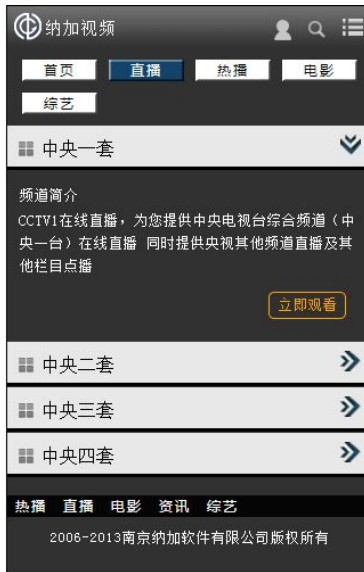 纳加视频
首页 直播 热播 电影
综艺
中央一套
频道简介
CCTV1在线直播，为您提供中央电视台综合频道（中
央一台）在线直播 同时提供央视其他频道直播及其
他栏目点播
立即观看
中央二套
中央三套
中央四套
热播 直播 电影 资讯 综艺
2006-2013南京纳加软件有限公司版权所有